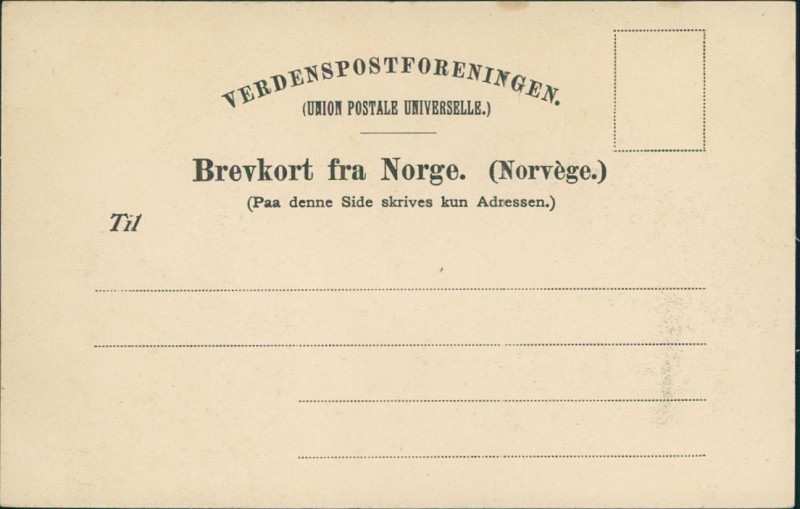 VERDENSPOSTFORENINGEN.
(UNION POSTALE UNIVERSELLE.)
Brevkort fra Norge. (Norvège.)
(Paa denne Side skrives kun Adressen.)
Til